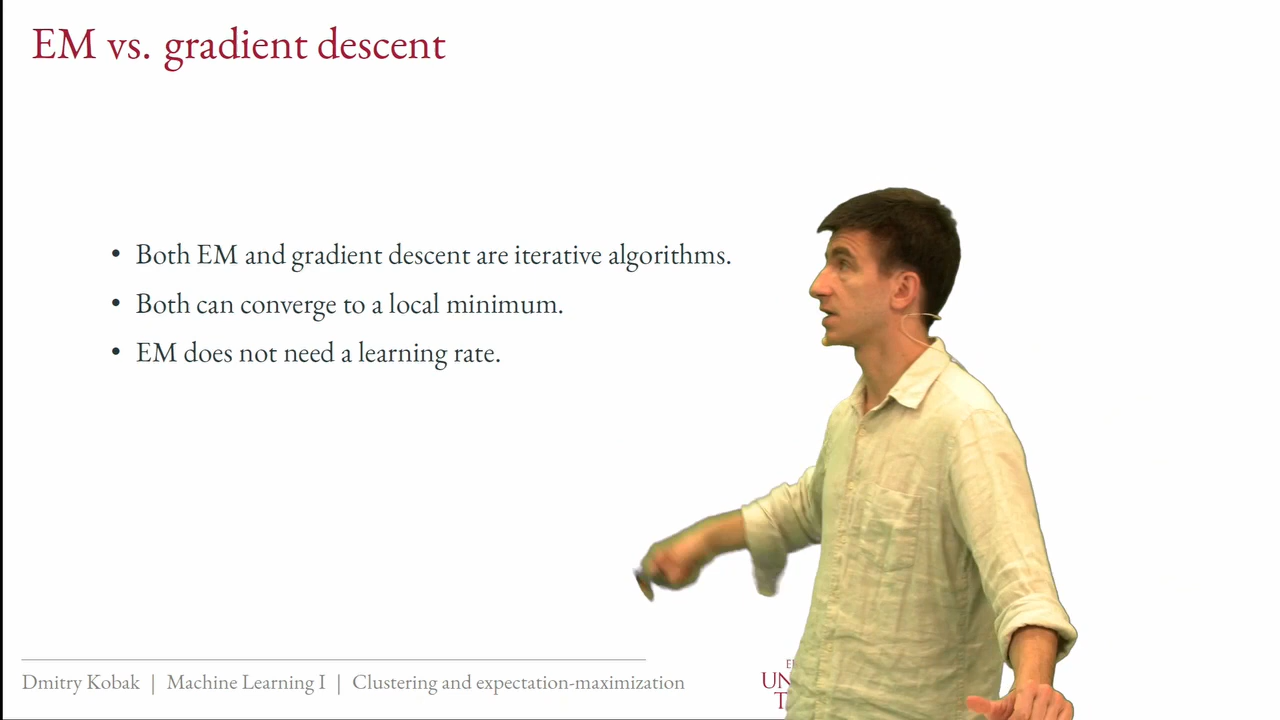 EM vs. gradient descent
• Both EM and gradient descent are iterative algorithms.
• Both can converge to a local minimum.
• EM does not need a learning rate.
Dmitry Kobak | Machine Learning I | Clustering and expectation-maximization